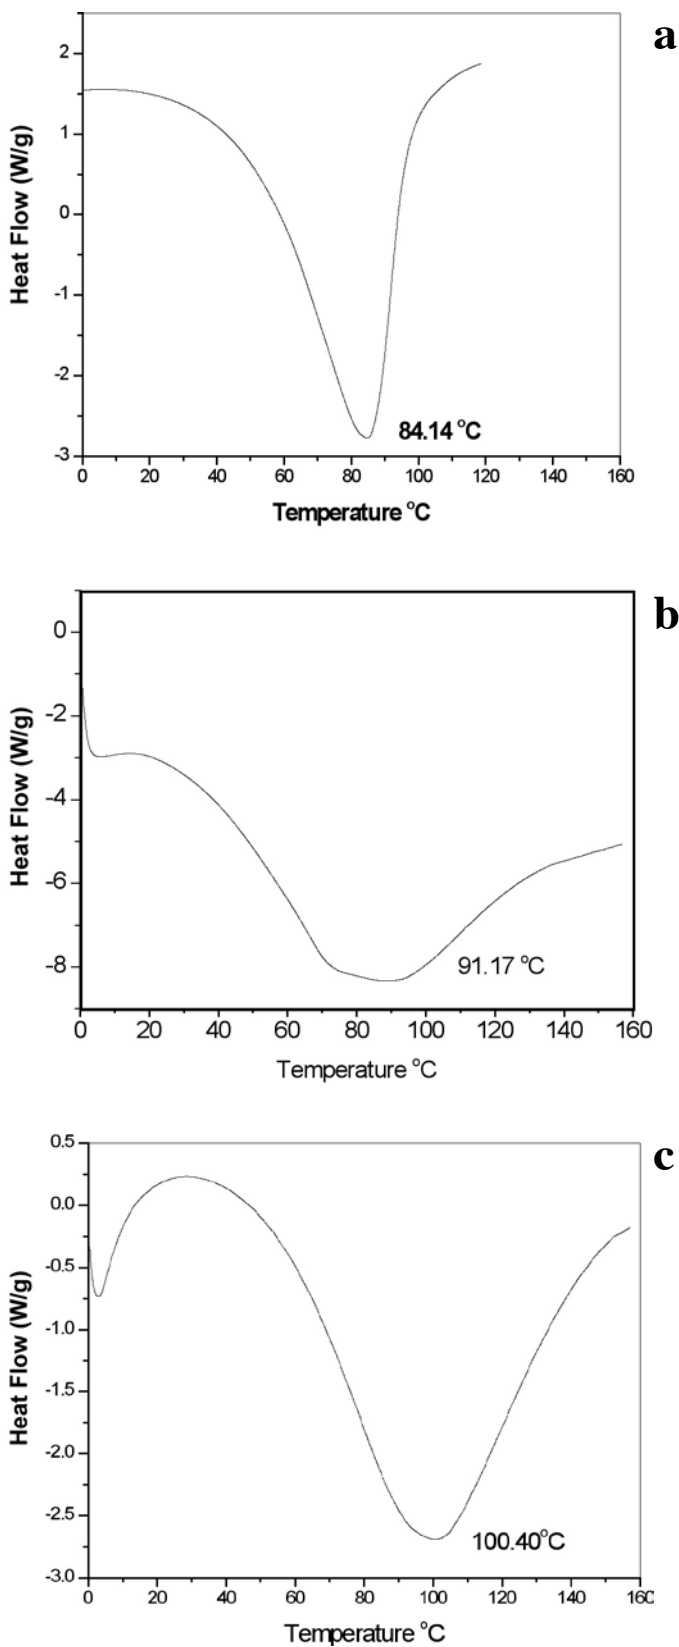 a
2
1
0
-1
-2
-3
Heat Flow (W/g)
84.14 °C
0 20 40 60 80 100 120 140 160
Temperature °C
b
0
-2
-4
-6
-8
Heat Flow (W/g)
91.17 °C
0 20 40 60 80 100 120 140 160
Temperature °C
c
0.5
0.0
-0.5
-1.0
-1.5
-2.0
-2.5
-3.0
Heat Flow (W/g)
100.40°C
0 20 40 60 80 100 120 140 160
Temperature °C